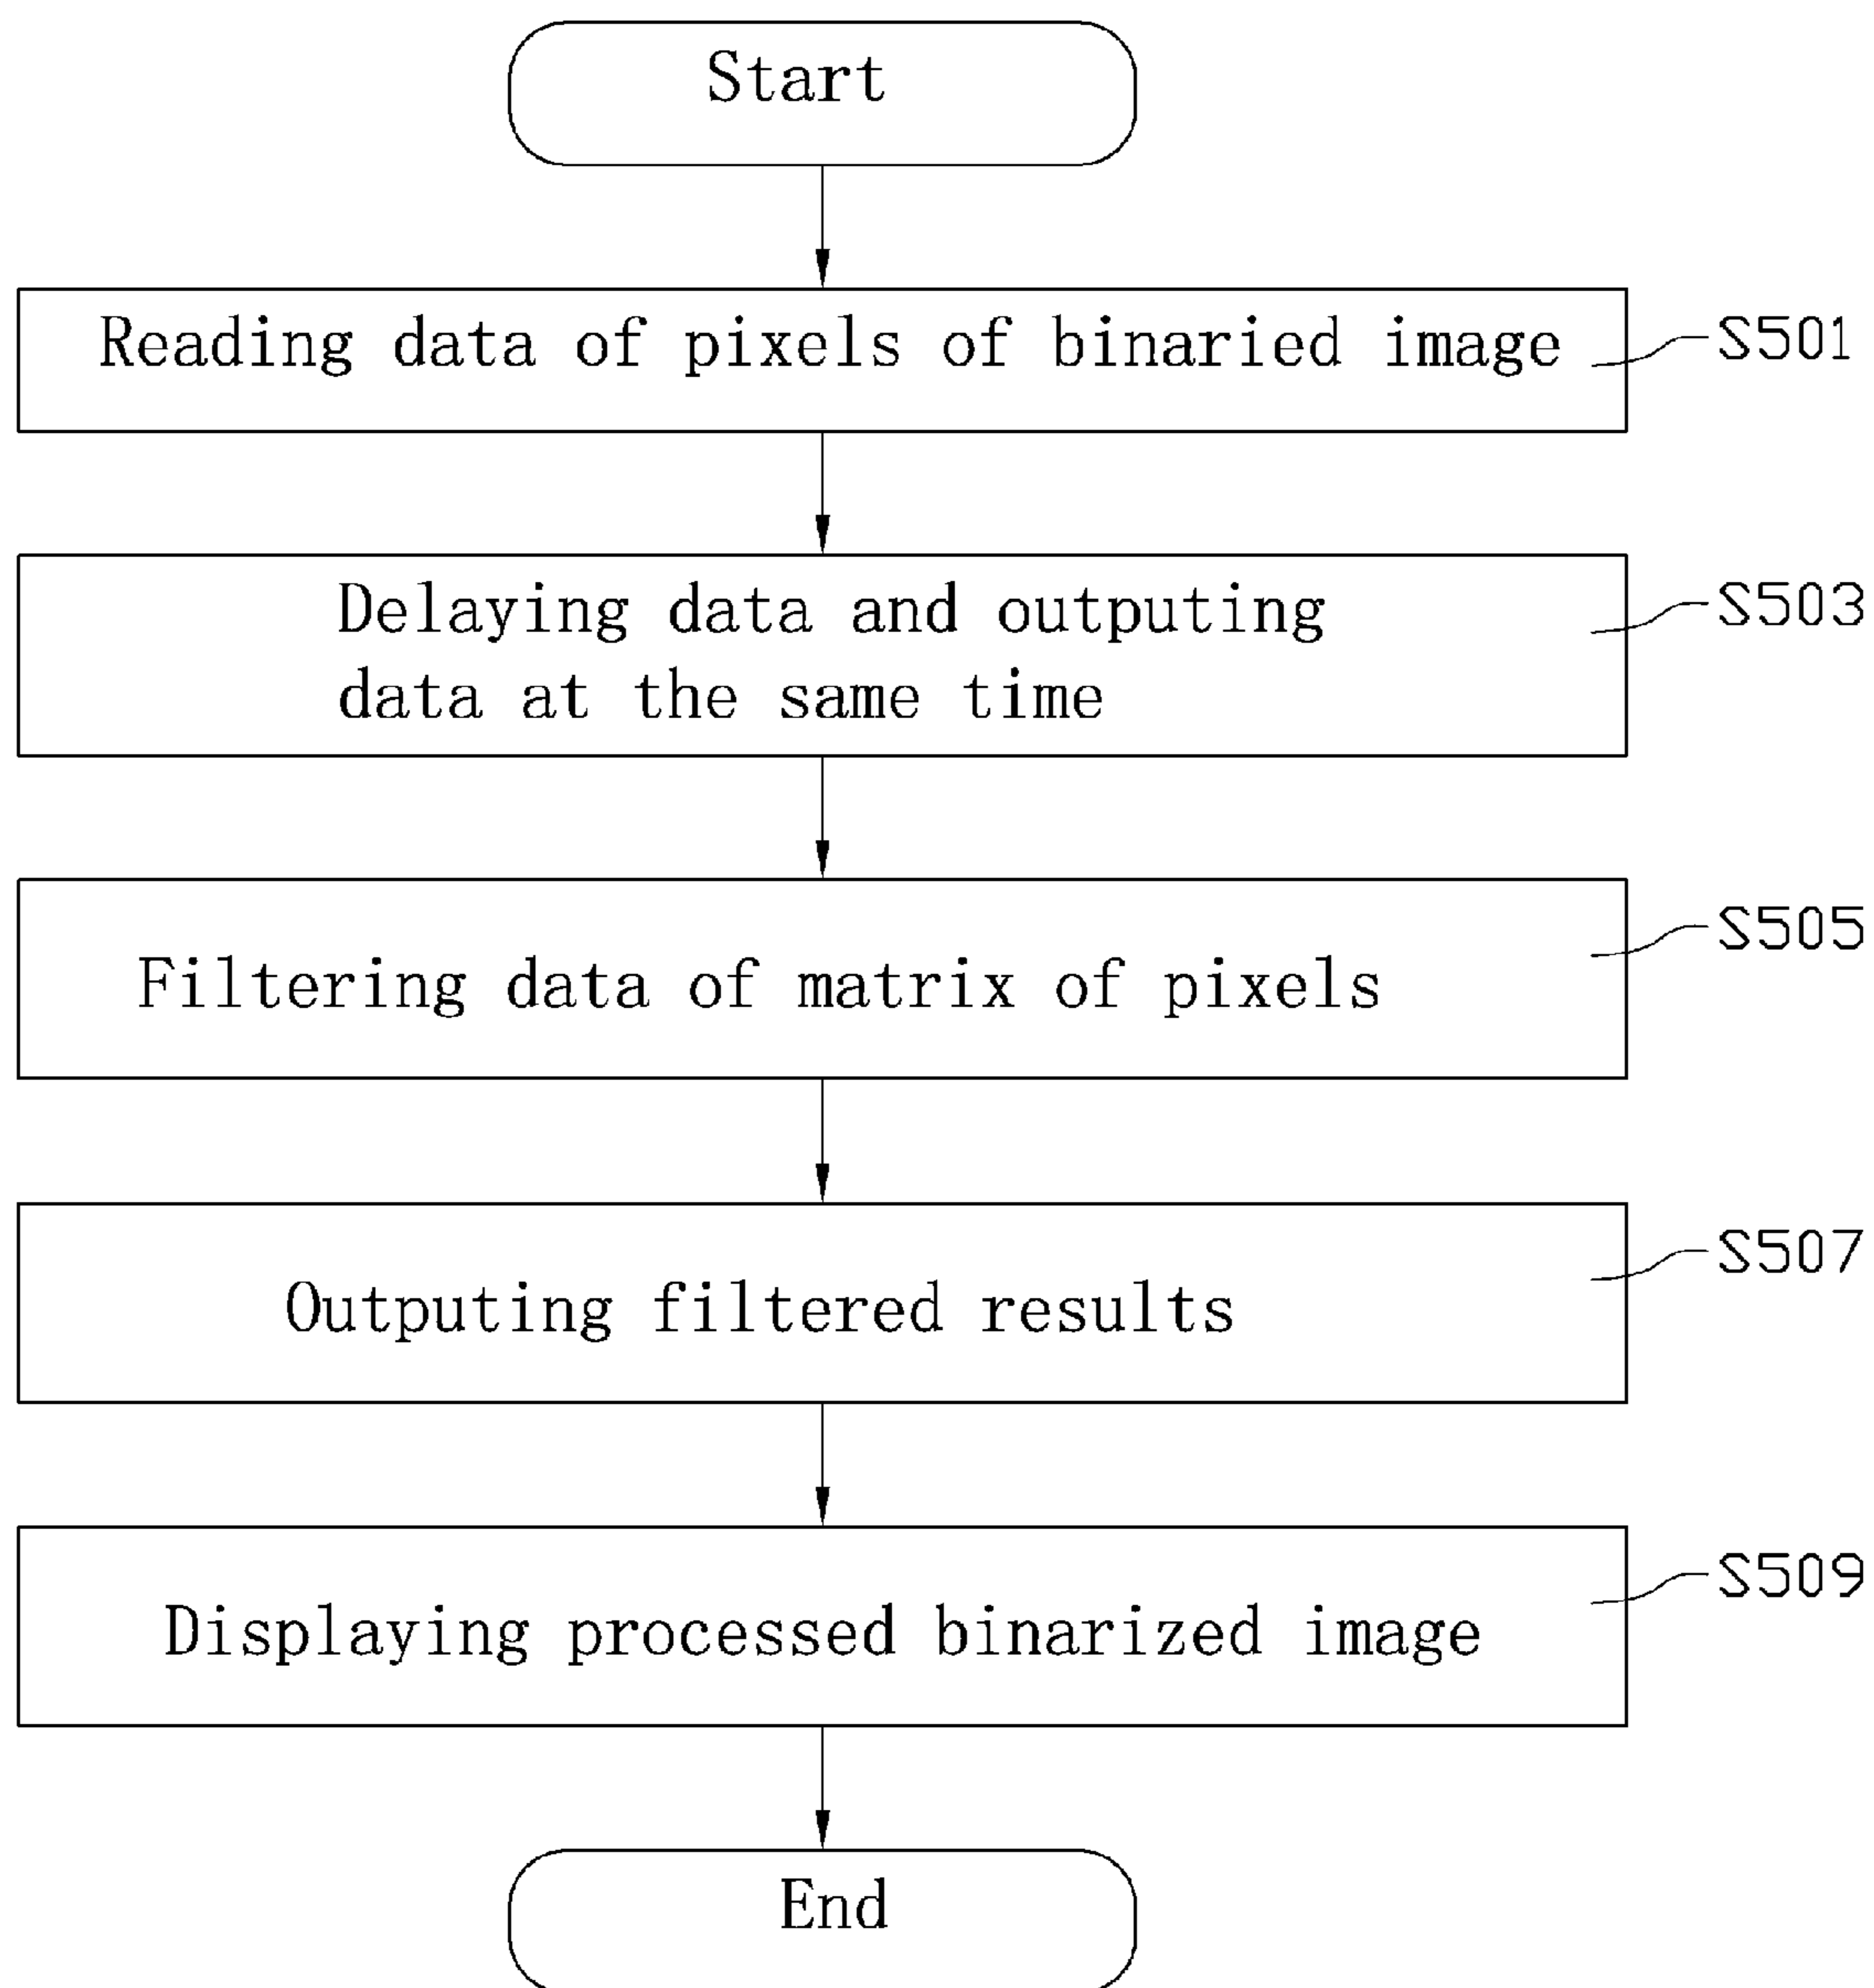 Start
Reading data of pixels of binaried image
S501
Delaying data and outputing
data at the same time
S503
Filtering data of matrix of pixels
S505
Outputing filtered results
S507
Displaying processed binarized image
S509
End